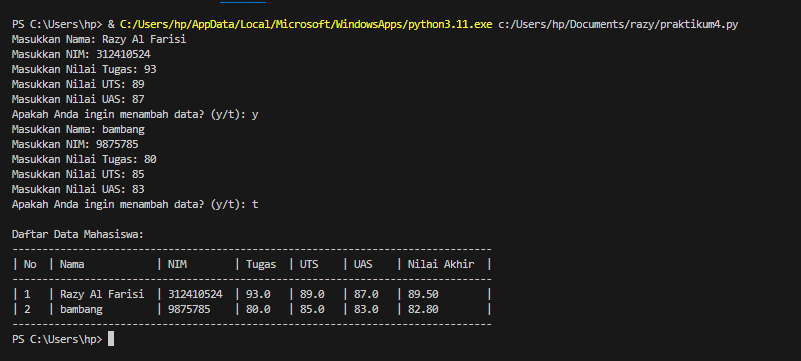 PS C:\Users\hp> & C:/Users/hp/AppData/Local/Microsoft/WindowsApps/python3.11.exe c:/Users/hp/Documents/razy/praktikum4.py
Masukkan Nama: Razy Al Farisi
Masukkan NIM: 312410524
Masukkan Nilai Tugas: 93
Masukkan Nilai UTS: 89
Masukkan Nilai UAS: 87
Apakah Anda ingin menambah data? (y/t): y
Masukkan Nama: bambang
Masukkan NIM: 9875785
Masukkan Nilai Tugas: 80
Masukkan Nilai UTS: 85
Masukkan Nilai UAS: 83
Apakah Anda ingin menambah data? (y/t): t
Daftar Data Mahasiswa:
--------------------------------------------------------------------------------
| No | Nama | NIM | Tugas | UTS | UAS | Nilai Akhir |
--------------------------------------------------------------------------------
| 1 | Razy Al Farisi | 312410524 | 93.0 | 89.0 | 87.0 | 89.50 |
| 2 | bambang | 9875785 | 80.0 | 85.0 | 83.0 | 82.80 |
--------------------------------------------------------------------------------
PS C:\Users\hp>